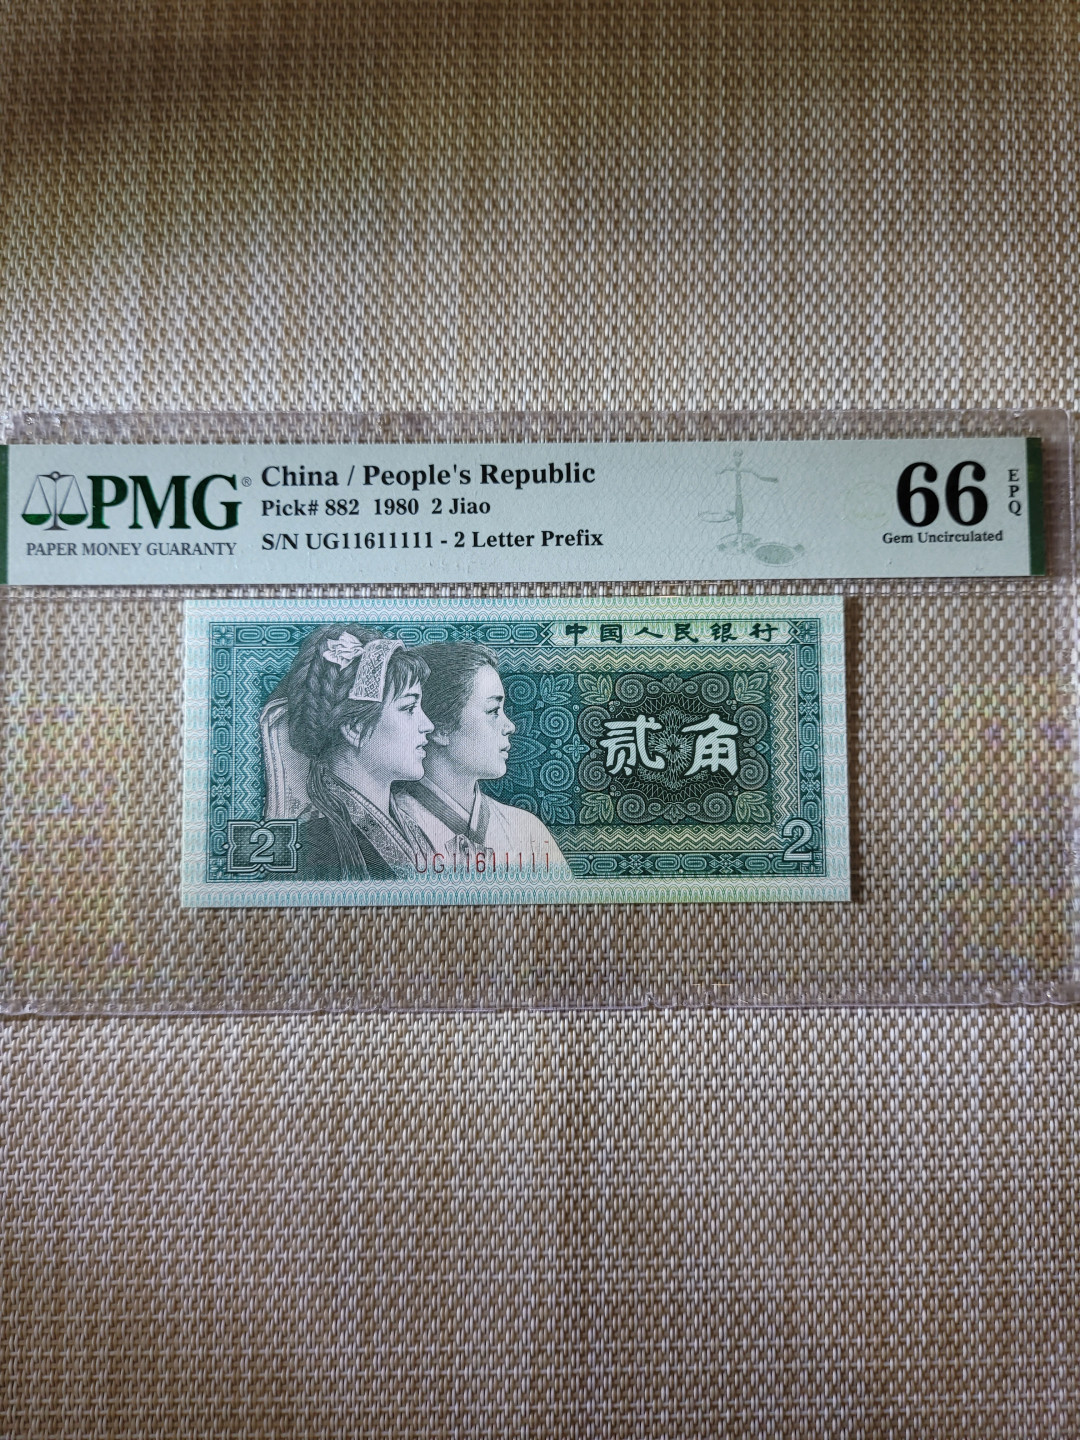 PMG®
PAPER MONEY GUARANTY
China / People's Republic
Pick# 882 1980 2 Jiao
S/N UG11611111 - 2 Letter Prefix
66
EPQ
Gem Uncirculated
中国人民银行
贰角
2
2
UG11611111